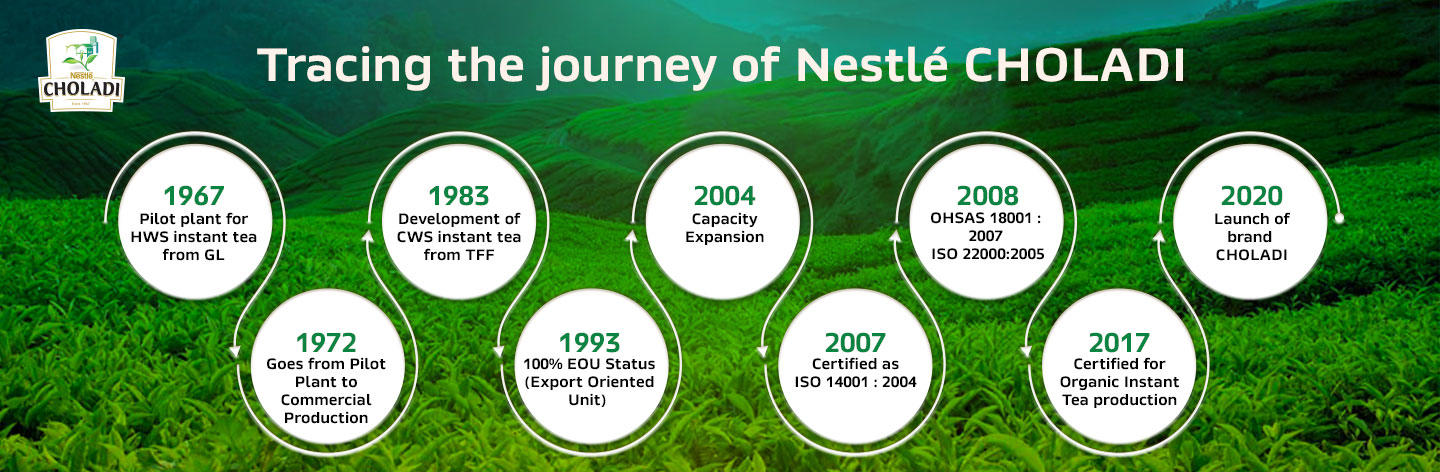 Nestlé
CHOLADI
Tracing the journey of Nestlé CHOLADI
1967
Pilot plant for
HWS instant tea
from GL
1972
Goes from Pilot
Plant to
Commercial
Production
1983
Development of
CWS instant tea
from TFF
1993
100% EOU Status
(Export Oriented
Unit)
2004
Capacity
Expansion
2007
Certified as
ISO 14001 : 2004
2008
OHSAS 18001 :
2007
ISO 22000:2005
2017
Certified for
Organic Instant
Tea production
2020
Launch of
brand
CHOLADI